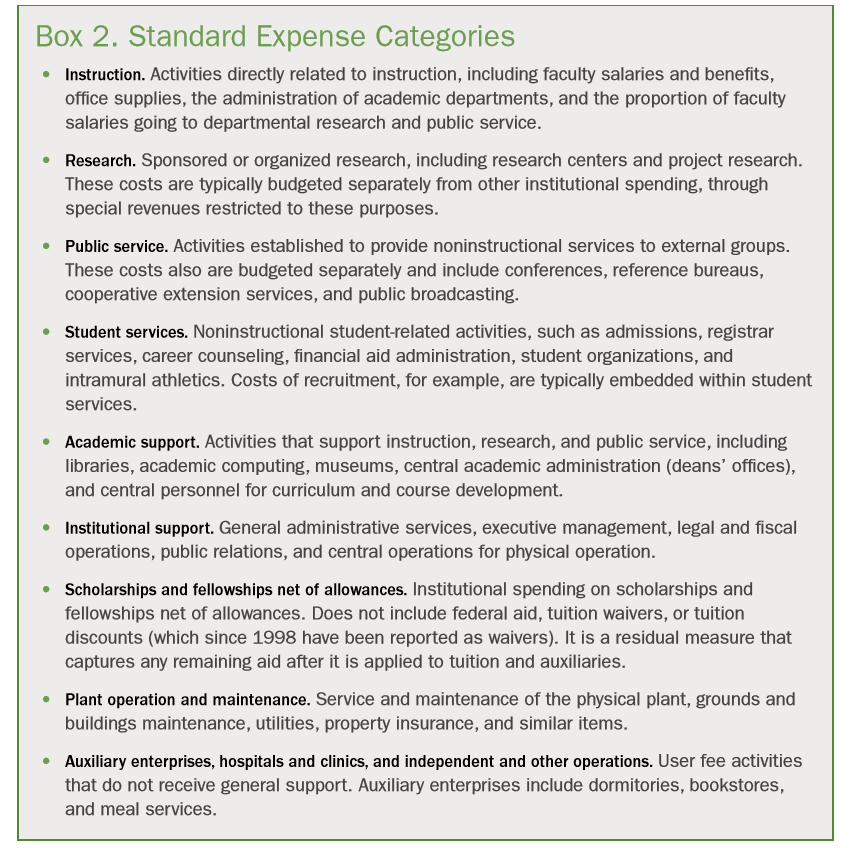 Box 2. Standard Expense Categories
• Instruction. Activities directly related to instruction, including faculty salaries and benefits,
office supplies, the administration of academic departments, and the proportion of faculty
salaries going to departmental research and public service.
• Research. Sponsored or organized research, including research centers and project research.
These costs are typically budgeted separately from other institutional spending, through
special revenues restricted to these purposes.
• Public service. Activities established to provide noninstructional services to external groups.
These costs also are budgeted separately and include conferences, reference bureaus,
cooperative extension services, and public broadcasting.
• Student services. Noninstructional student-related activities, such as admissions, registrar
services, career counseling, financial aid administration, student organizations, and
intramural athletics. Costs of recruitment, for example, are typically embedded within student
services.
• Academic support. Activities that support instruction, research, and public service, including
libraries, academic computing, museums, central academic administration (deans’ offices),
and central personnel for curriculum and course development.
• Institutional support. General administrative services, executive management, legal and fiscal
operations, public relations, and central operations for physical operation.
• Scholarships and fellowships net of allowances. Institutional spending on scholarships and
fellowships net of allowances. Does not include federal aid, tuition waivers, or tuition
discounts (which since 1998 have been reported as waivers). It is a residual measure that
captures any remaining aid after it is applied to tuition and auxiliaries.
• Plant operation and maintenance. Service and maintenance of the physical plant, grounds and
buildings maintenance, utilities, property insurance, and similar items.
• Auxiliary enterprises, hospitals and clinics, and independent and other operations. User fee activities
that do not receive general support. Auxiliary enterprises include dormitories, bookstores,
and meal services.